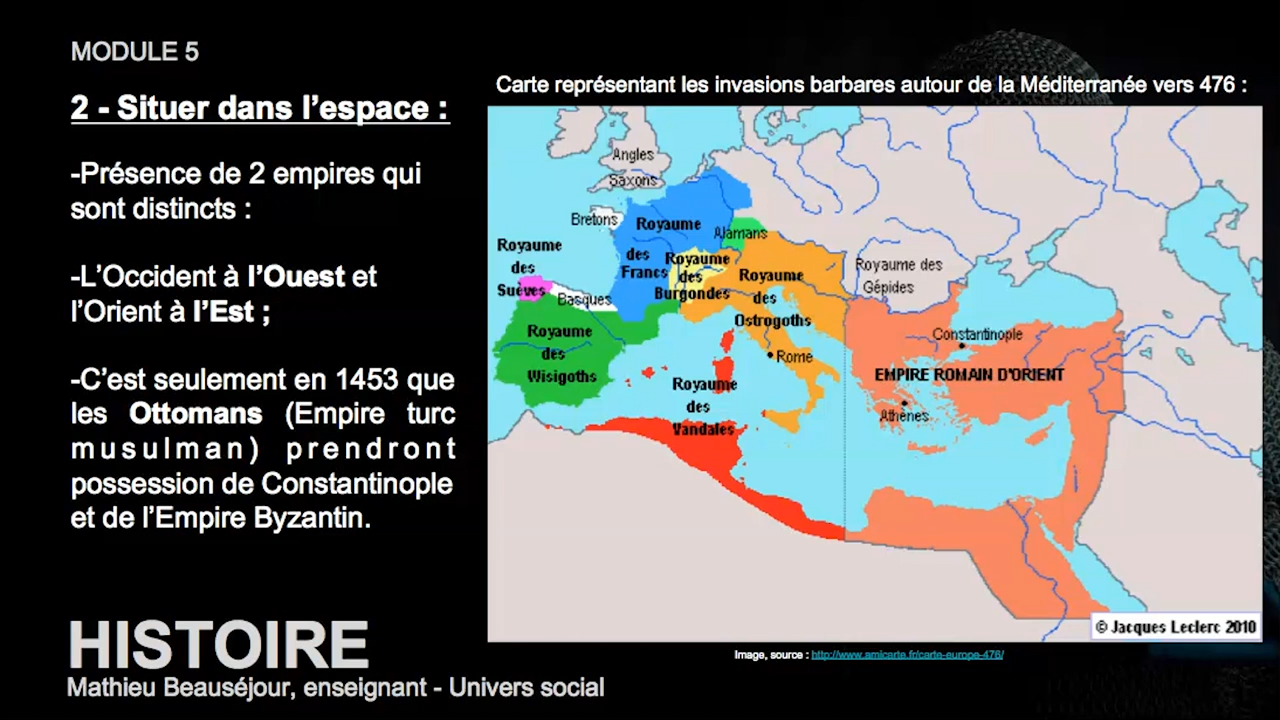 MODULE 5
2 - Situer dans l’espace :
-Présence de 2 empires qui
sont distincts :
-L’Occident à l’Ouest et
l’Orient à l’Est ;
-C’est seulement en 1453 que
les Ottomans (Empire turc
musulman) prendront
possession de Constantinople
et de l’Empire Byzantin.
HISTOIRE
Mathieu Beauséjour, enseignant - Univers social
Carte représentant les invasions barbares autour de la Méditerranée vers 476 :
Angles
Saxons
Bretons
Royaume
des
Francs
Alamans
Royaume
des
Suèves
Basques
Royaume
des
Burgondes
Royaume
des
Ostrogoths
Royaume des
Gépides
Royaume
des
Wisigoths
Rome
Constantinople
EMPIRE ROMAIN D'ORIENT
Athènes
Royaume
des
Vandales
© Jacques Leclerc 2010
Image, source : http://www.amicarte.fr/carte-europe-476/